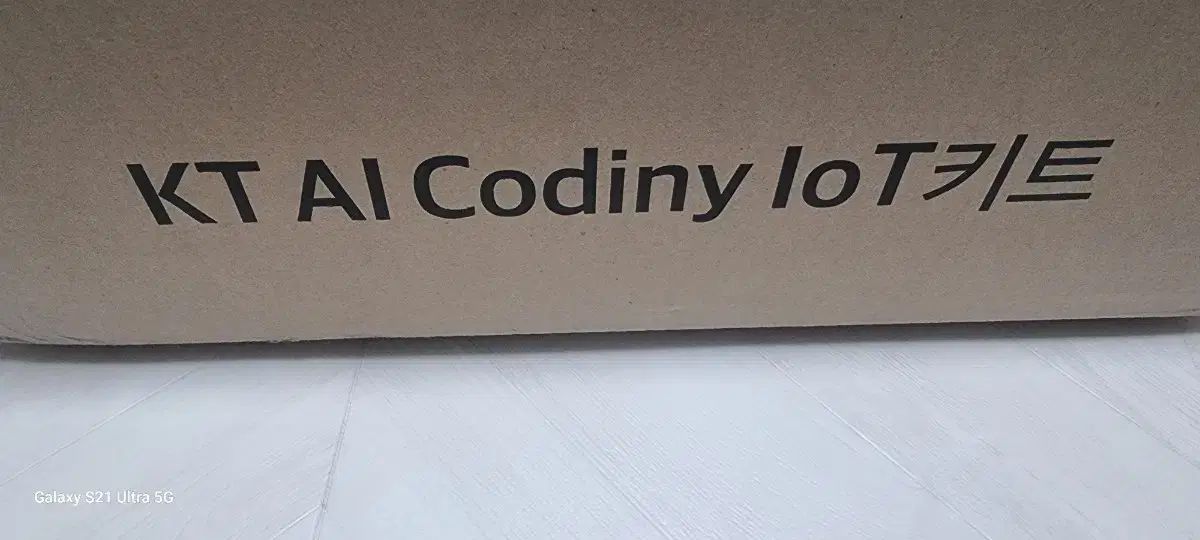 KT AI Codiny IoT키트
Galaxy S21 Ultra 5G